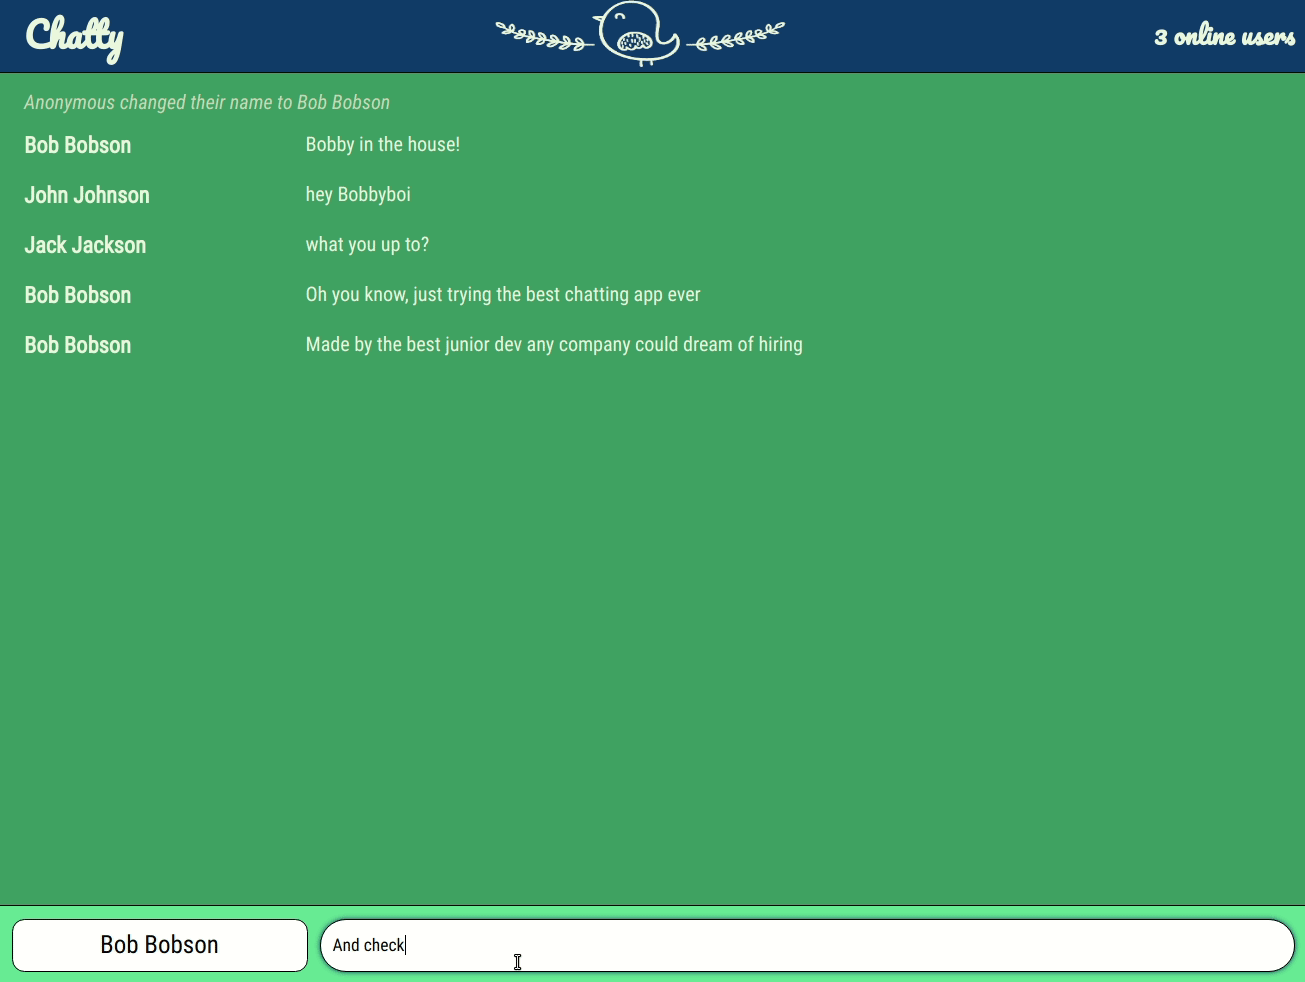 Chatty
3 online users
Anonymous changed their name to Bob Bobson
Bob Bobson Bobby in the house!
John Johnson hey Bobbyboi
Jack Jackson what you up to?
Bob Bobson Oh you know, just trying the best chatting app ever
Bob Bobson Made by the best junior dev any company could dream of hiring
Bob Bobson And check